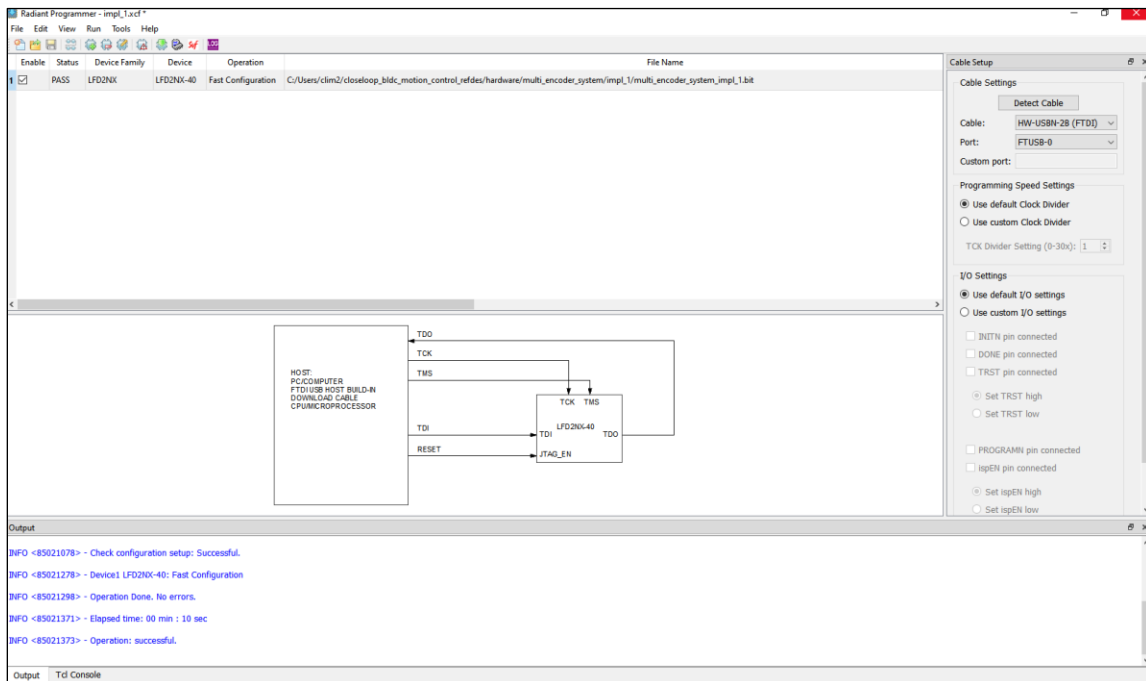 Radiant Programmer - impl_1.xcf *
File Edit View Run Tools Help
Enable Status Device Family Device Operation File Name
1 PASS LFD2NX LFD2NX-40 Fast Configuration C:/Users/clim2/closeloop_bldc_motion_control_refdes/hardware/multi_encoder_system/impl_1/multi_encoder_system_impl_1.bit
Cable Setup
Cable Settings
Detect Cable
Cable: HW-USBN-2B (FTDI)
Port: FTUSB-0
Custom port:
Programming Speed Settings
Use default Clock Divider
Use custom Clock Divider
TCK Divider Setting (0-30x): 1
I/O Settings
Use default I/O settings
Use custom I/O settings
INITN pin connected
DONE pin connected
TRST pin connected
Set TRST high
Set TRST low
PROGRAMN pin connected
ispEN pin connected
Set ispEN high
Set ispEN low
TDO
TCK
TMS
HOST:
PC/COMPUTER
FTDI USB HOST BUILD-IN
DOWNLOAD CABLE
CPU/MICROPROCESSOR
TCK TMS
LFD2NX-40
TDI
TDI TDO
RESET
JTAG_EN
Output
INFO <85021078> - Check configuration setup: Successful.
INFO <85021278> - Device1 LFD2NX-40: Fast Configuration
INFO <85021298> - Operation Done. No errors.
INFO <85021371> - Elapsed time: 00 min : 10 sec
INFO <85021373> - Operation: successful.
Output Tcl Console